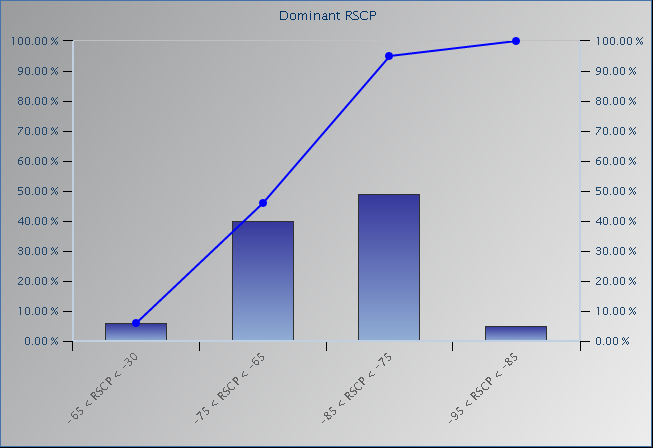 Dominant RSCP
100.00 % 100.00 %
90.00 % 90.00 %
80.00 % 80.00 %
70.00 % 70.00 %
60.00 % 60.00 %
50.00 % 50.00 %
40.00 % 40.00 %
30.00 % 30.00 %
20.00 % 20.00 %
10.00 % 10.00 %
0.00 % 0.00 %
-65 < RSCP < -30
-75 < RSCP < -65
-85 < RSCP < -75
-95 < RSCP < -85